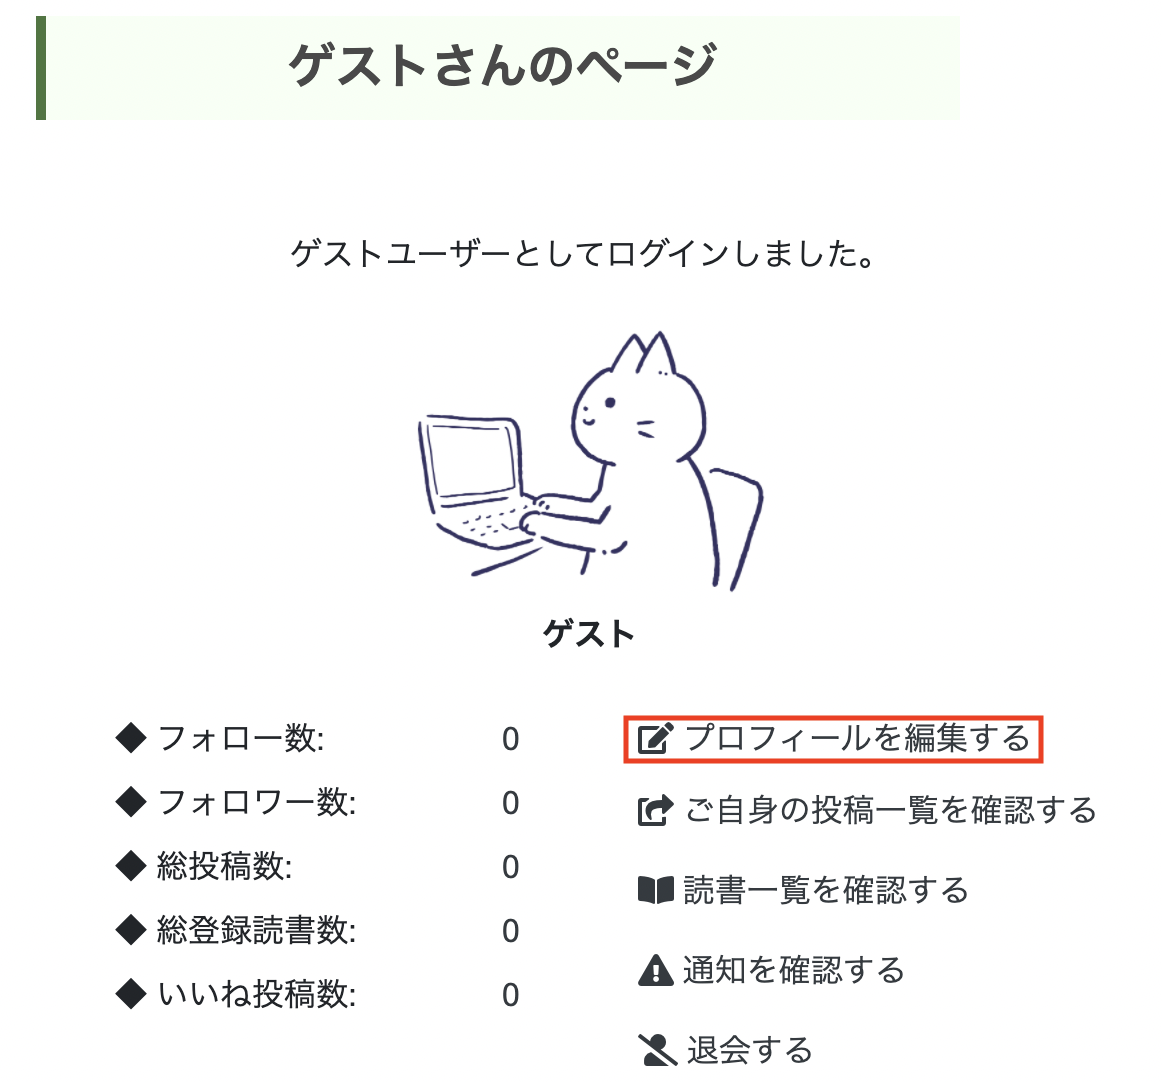 ゲストさんのページ
ゲストユーザーとしてログインしました。
ゲスト
◆ フォロー数: 0
◆ フォロワー数: 0
◆ 総投稿数: 0
◆ 総登録読書数: 0
◆ いいね投稿数: 0
プロフィールを編集する
ご自身の投稿一覧を確認する
読書一覧を確認する
通知を確認する
退会する